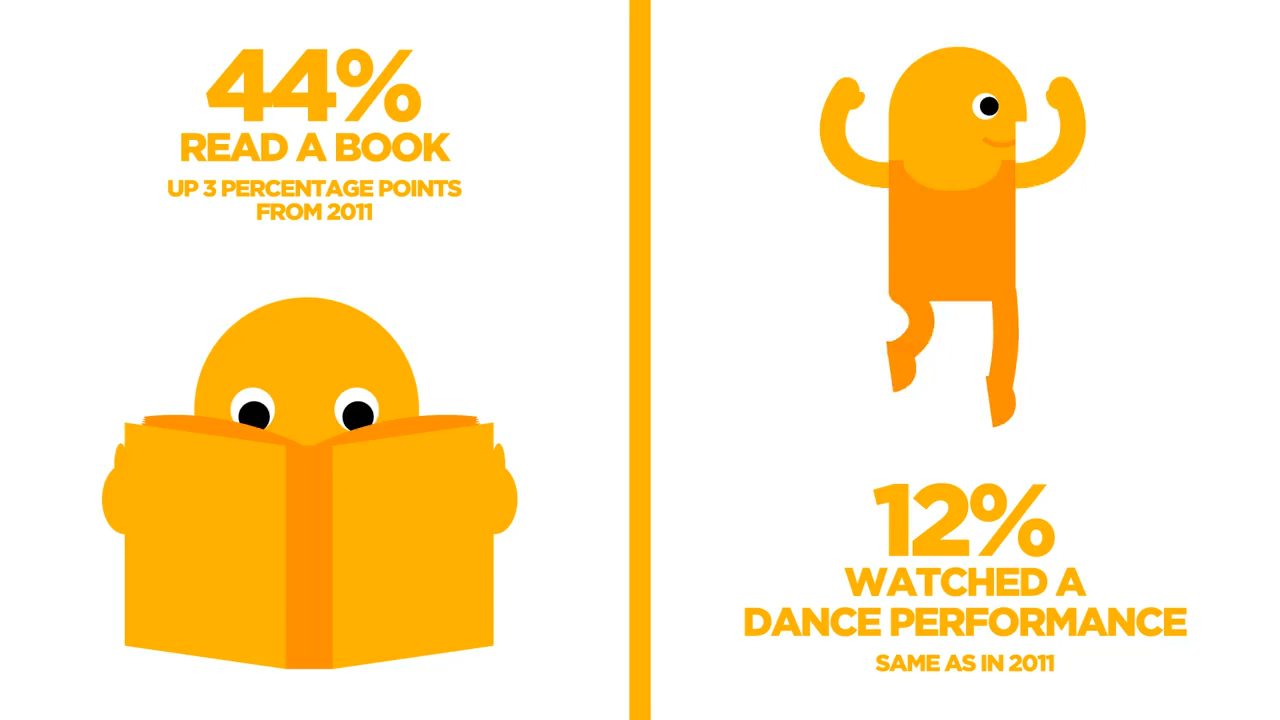 44%
READ A BOOK
UP 3 PERCENTAGE POINTS
FROM 2011
12%
WATCHED A
DANCE PERFORMANCE
SAME AS IN 2011